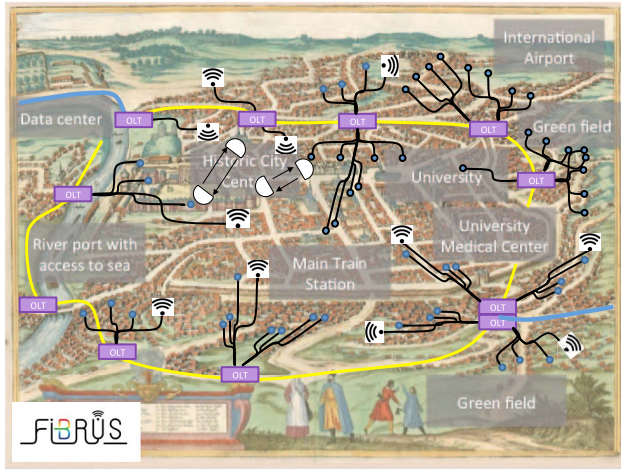 International
Airport
Data center
OLT
OLT
OLT
OLT
Green field
Historic City
Cent
University
OLT
OLT
University
Medical Center
River port with
access to sea
Main Train
Station
OLT
OLT
OLT
OLT
OLT
Green field
FiBRUS